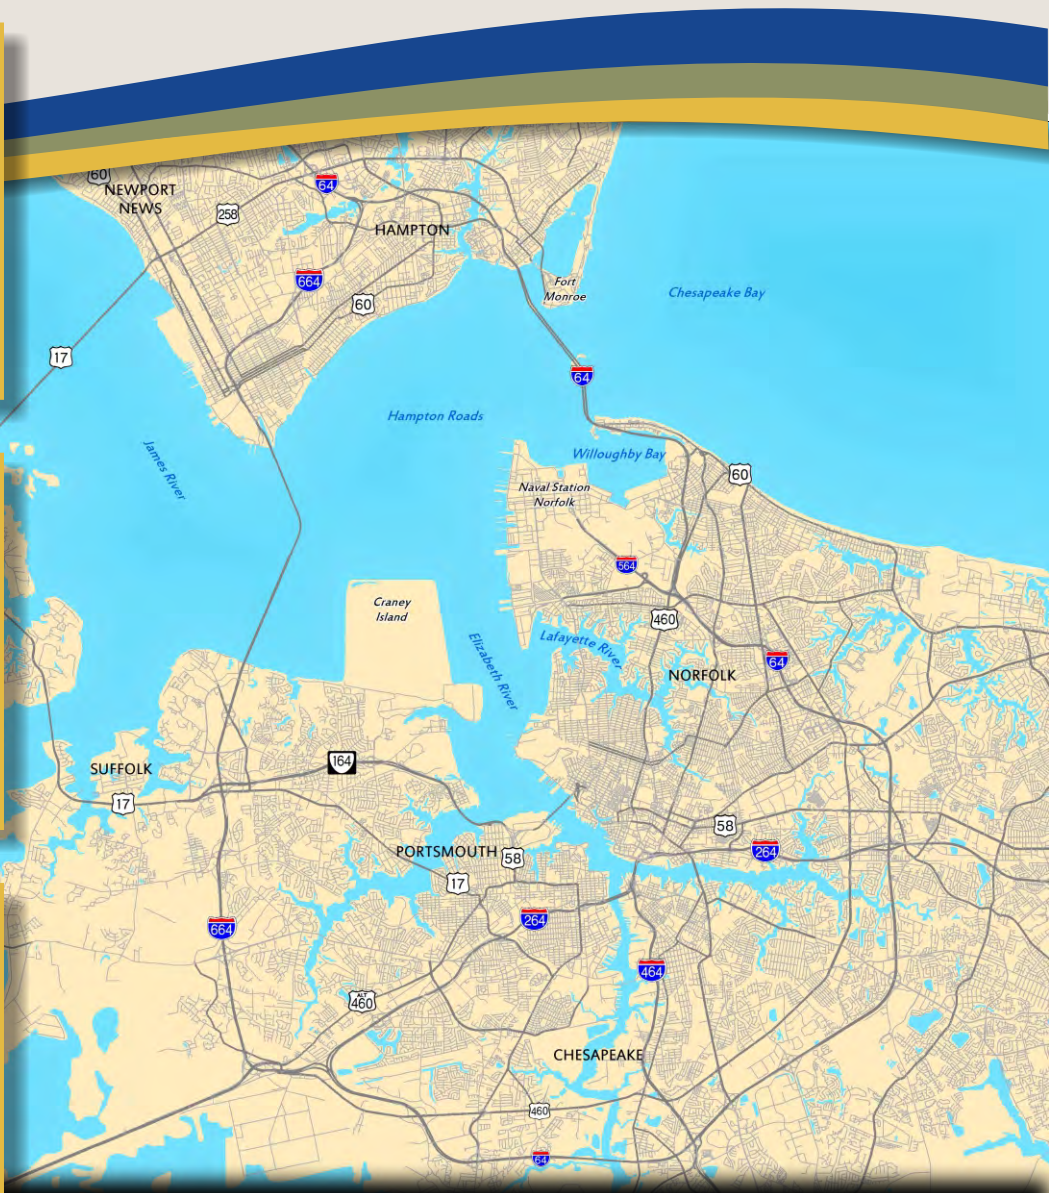 60
NEWPORT
NEWS
64
258
HAMPTON
664
60
Fort
Monroe
Chesapeake Bay
17
64
Hampton Roads
James River
Willoughby Bay
60
Naval Station
Norfolk
564
Craney
Island
460
Elizabeth River
Lafayette River
64
NORFOLK
164
SUFFOLK
17
58
264
PORTSMOUTH
58
17
664
264
464
ALT
460
CHESAPEAKE
460
64